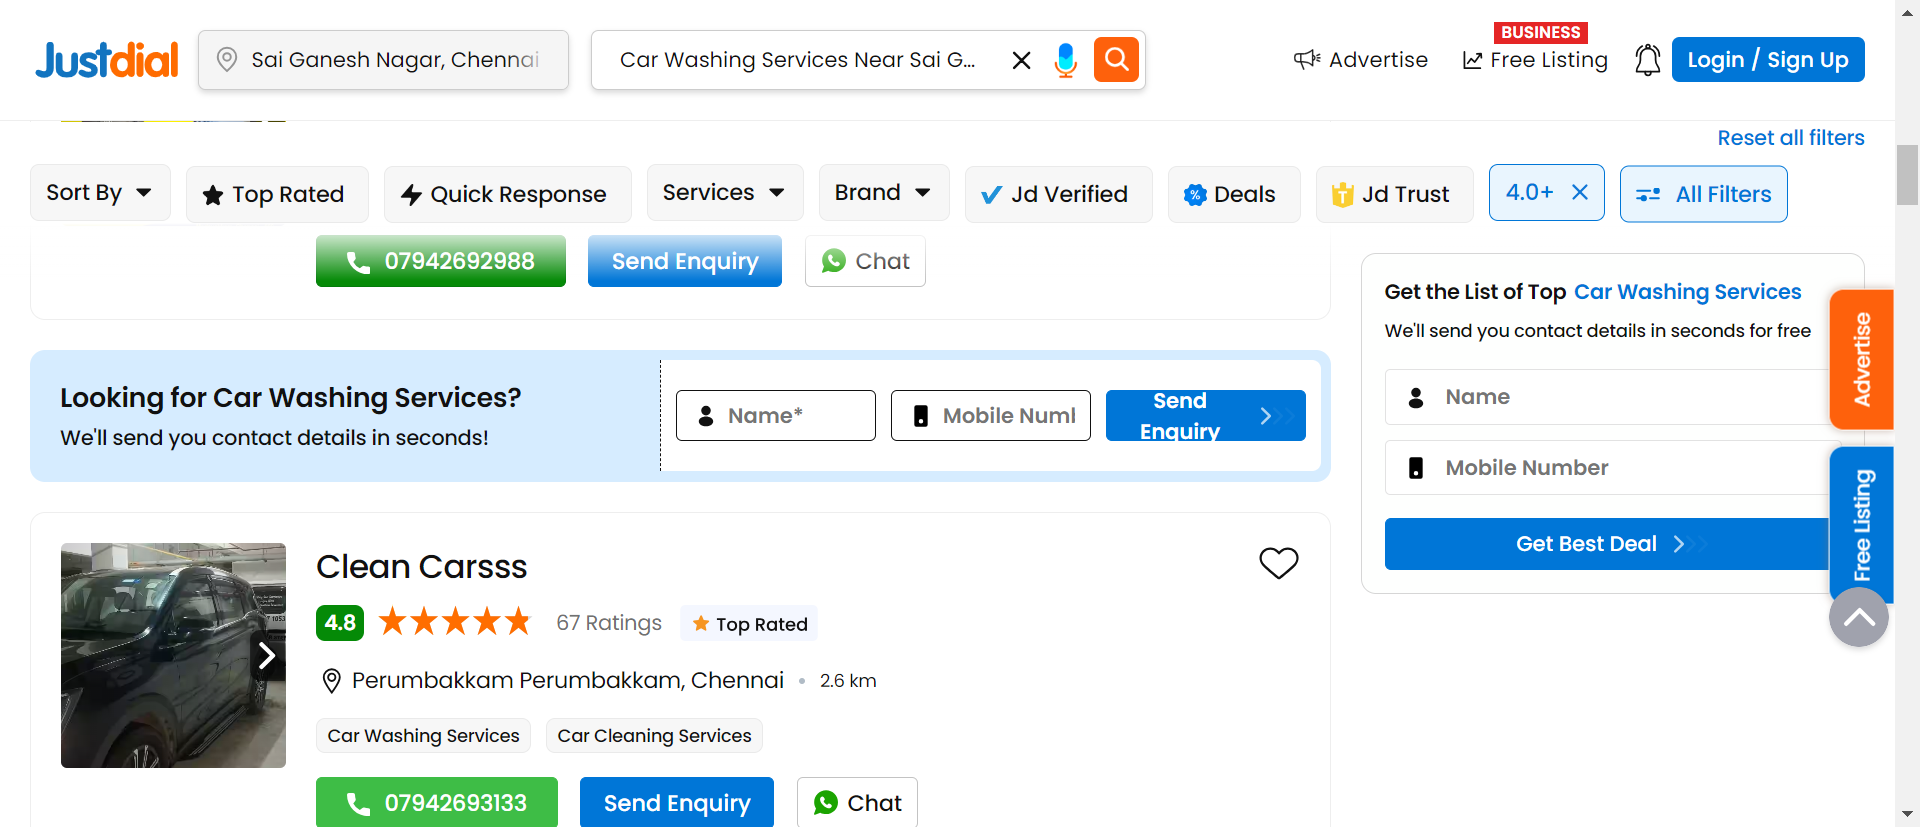 Justdial
Sai Ganesh Nagar, Chennai
Car Washing Services Near Sai G...
Advertise
BUSINESS
Free Listing
Login / Sign Up
Reset all filters
Sort By
Top Rated
Quick Response
Services
Brand
Jd Verified
Deals
Jd Trust
4.0+
All Filters
07942692988
Send Enquiry
Chat
Looking for Car Washing Services?
We'll send you contact details in seconds!
Name*
Mobile Num
Send
Enquiry
Get the List of Top Car Washing Services
We'll send you contact details in seconds for free
Name
Mobile Number
Get Best Deal
Advertise
Free Listing
Clean Carsss
4.8
67 Ratings
Top Rated
Perumbakkam Perumbakkam, Chennai • 2.6 km
Car Washing Services
Car Cleaning Services
07942693133
Send Enquiry
Chat